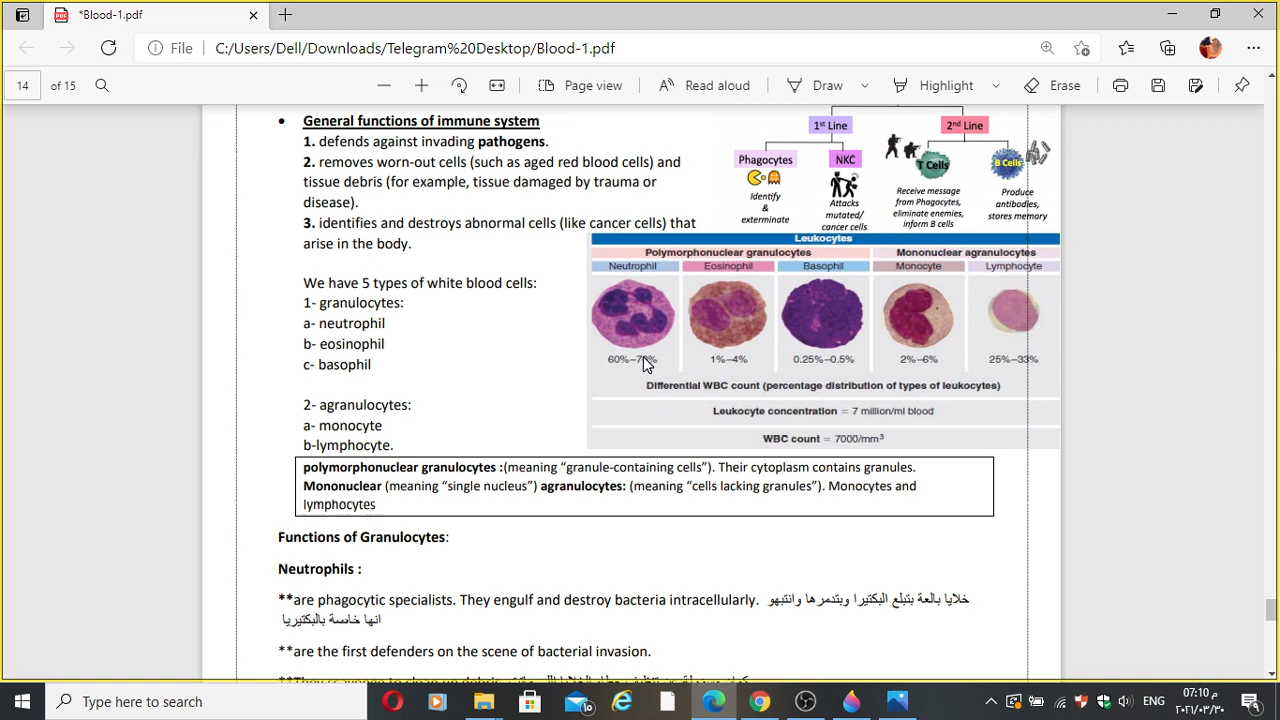 *Blood-1.pdf
File C:/Users/Dell/Downloads/Telegram%20Desktop/Blood-1.pdf
14 of 15 Page view Read aloud Draw Highlight Erase
General functions of immune system
1. defends against invading pathogens.
2. removes worn-out cells (such as aged red blood cells) and
tissue debris (for example, tissue damaged by trauma or
disease).
3. identifies and destroys abnormal cells (like cancer cells) that
arise in the body.
We have 5 types of white blood cells:
1- granulocytes:
a- neutrophil
b- eosinophil
c- basophil
2- agranulocytes:
a- monocyte
b-lymphocyte.
1st Line 2nd Line
Phagocytes NKC T Cells B Cells
Identify
&
exterminate
Attacks
mutated/
cancer cells
Receive message
from Phagocytes,
eliminate enemies,
inform B cells
Produce
antibodies,
stores memory
Leukocytes
Polymorphonuclear granulocytes Mononuclear agranulocytes
Neutrophil Eosinophil Basophil Monocyte Lymphocyte
1%–4% 0.25%–0.5% 2%–6% 25%–33%
Differential WBC count (percentage distribution of types of leukocytes)
Leukocyte concentration = 7 million/ml blood
WBC count = 7000/mm³
polymorphonuclear granulocytes :(meaning “granule-containing cells”). Their cytoplasm contains granules.
Mononuclear (meaning “single nucleus”) agranulocytes: (meaning “cells lacking granules”). Monocytes and
lymphocytes
Functions of Granulocytes:
Neutrophils :
**are phagocytic specialists. They engulf and destroy bacteria intracellularly. خلايا بالعة بتبلع البكتيرا وبتدمرها وانتبهو
انها خاصة بالبكتيريا
**are the first defenders on the scene of bacterial invasion.
**They scavenge to clean up debris
Type here to search
ENG
07:10 م
٢٠٢١/٠٣/٣٠